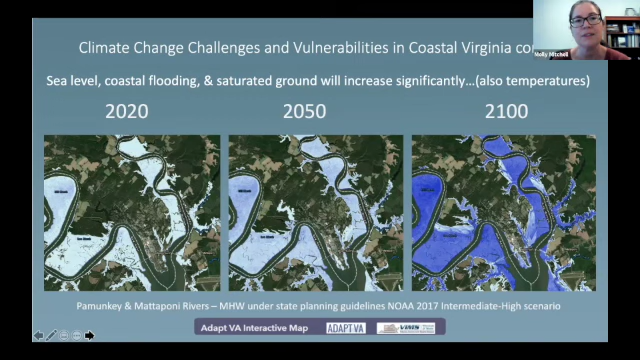 Climate Change Challenges and Vulnerabilities in Coastal Virginia co
Molly Mitchell
Sea level, coastal flooding, & saturated ground will increase significantly…(also temperatures)
2020
2050
2100
Pamunkey & Mattaponi Rivers – MHW under state planning guidelines NOAA 2017 Intermediate-High scenario
Adapt VA Interactive Map
ADAPT-VA
VIMS